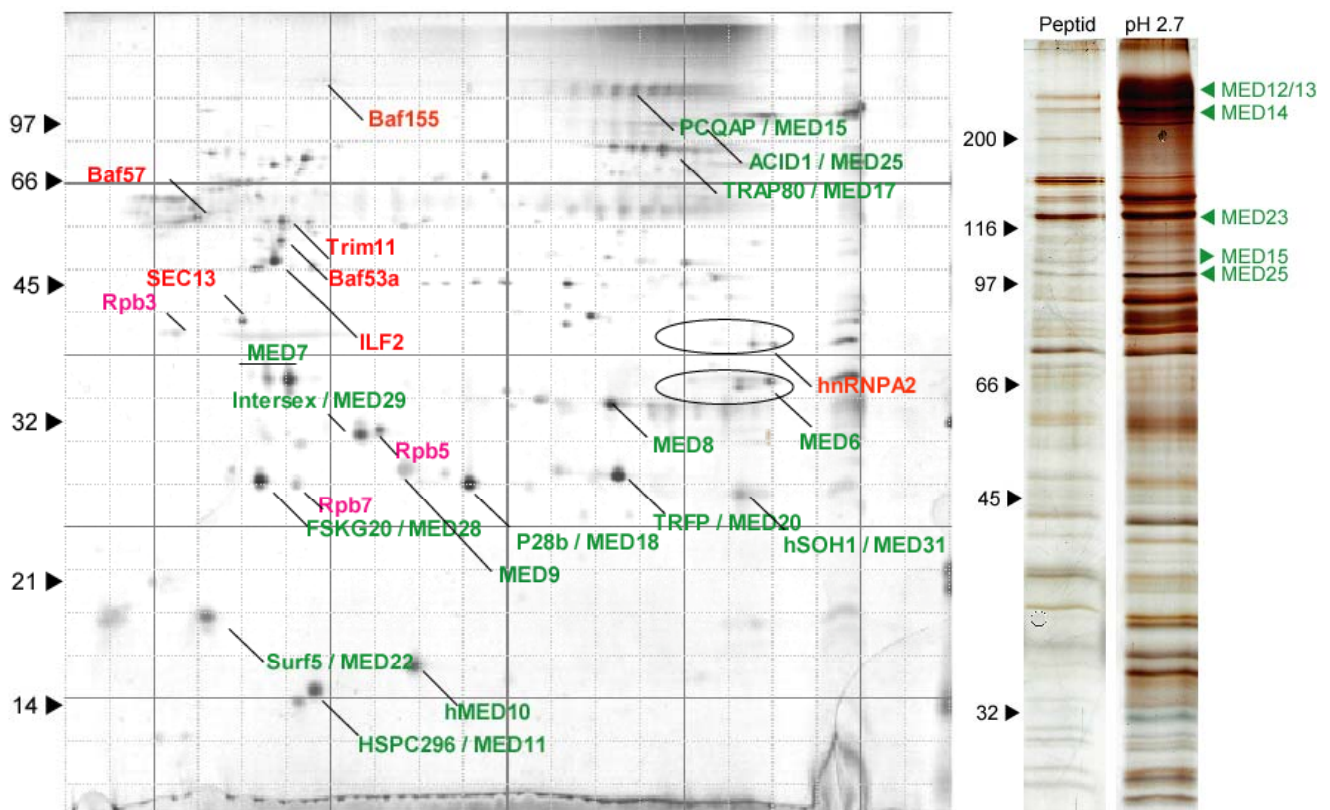 Peptid pH 2.7
MED12/13
Baf155
MED14
97
PCQAP / MED15
200
ACID1 / MED25
Baf57
66
TRAP80 / MED17
MED23
116
Trim11
MED15
SEC13
Baf53a
MED25
45
97
Rpb3
ILF2
MED7
hnRNPA2
66
Intersex / MED29
32
MED8
MED6
Rpb5
45
Rpb7
TRFP / MED20
FSKG20 / MED28
P28b / MED18
hSOH1 / MED31
MED9
21
Surf5 / MED22
14
hMED10
32
HSPC296 / MED11